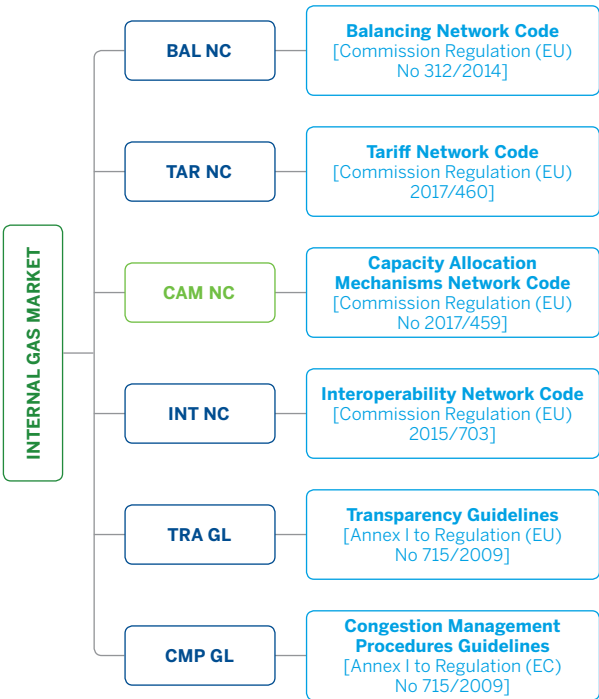 INTERNAL GAS MARKET
BAL NC
Balancing Network Code
[Commission Regulation (EU)
No 312/2014]
TAR NC
Tariff Network Code
[Commission Regulation (EU)
2017/460]
CAM NC
Capacity Allocation
Mechanisms Network Code
[Commission Regulation (EU)
No 2017/459]
INT NC
Interoperability Network Code
[Commission Regulation (EU)
2015/703]
TRA GL
Transparency Guidelines
[Annex I to Regulation (EU)
No 715/2009]
CMP GL
Congestion Management
Procedures Guidelines
[Annex I to Regulation (EC)
No 715/2009]